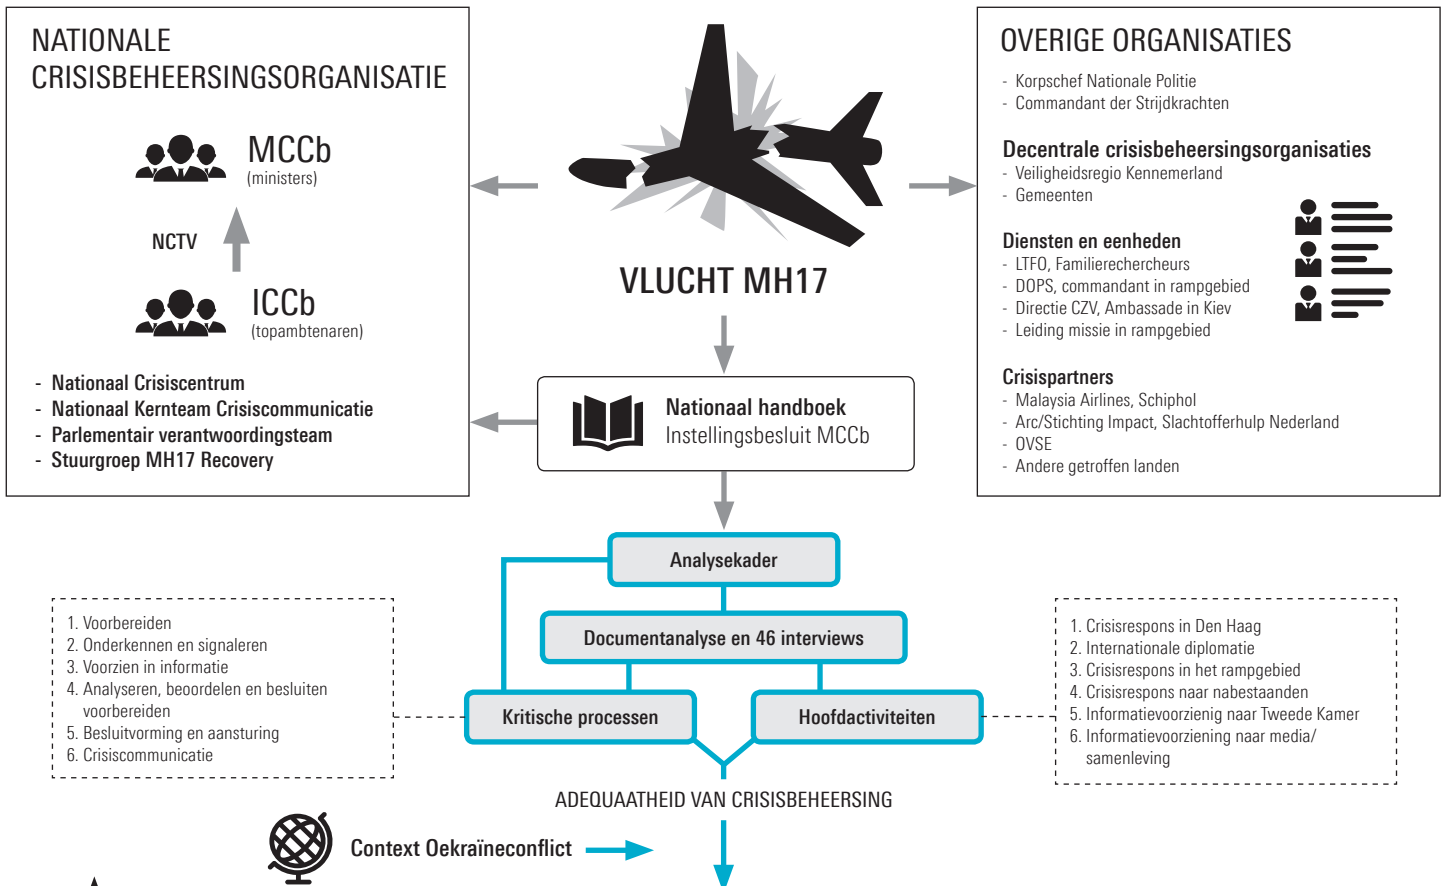 NATIONALE
CRISISBEHEERSINGSORGANISATIE
MCCb
(ministers)
NCTV
ICCb
(topambtenaren)
- Nationaal Crisiscentrum
- Nationaal Kernteam Crisiscommunicatie
- Parlementair verantwoordingsteam
- Stuurgroep MH17 Recovery
VLUCHT MH17
Nationaal handboek
Instellingsbesluit MCCb
OVERIGE ORGANISATIES
- Korpschef Nationale Politie
- Commandant der Strijdkrachten
Decentrale crisisbeheersingsorganisaties
- Veiligheidsregio Kennemerland
- Gemeenten
Diensten en eenheden
- LTFO, Familierechercheurs
- DOPS, commandant in rampgebied
- Directie CZV, Ambassade in Kiev
- Leiding missie in rampgebied
Crisispartners
- Malaysia Airlines, Schiphol
- Arc/Stichting Impact, Slachtofferhulp Nederland
- OVSE
- Andere getroffen landen
Analysekader
Documentanalyse en 46 interviews
Kritische processen
Hoofdactiviteiten
1. Voorbereiden
2. Onderkennen en signaleren
3. Voorzien in informatie
4. Analyseren, beoordelen en besluiten
voorbereiden
5. Besluitvorming en aansturing
6. Crisiscommunicatie
1. Crisisrespons in Den Haag
2. Internationale diplomatie
3. Crisisrespons in het rampgebied
4. Crisisrespons naar nabestaanden
5. Informatievoorzienig naar Tweede Kamer
6. Informatievoorziening naar media/
samenleving
ADEQUAATHEID VAN CRISISBEHEERSING
Context Oekraïneconflict